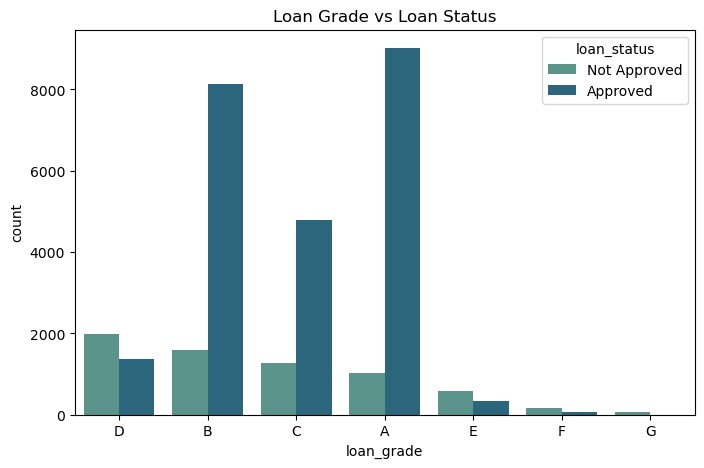 Loan Grade vs Loan Status
loan_status
Not Approved
Approved
count
8000
6000
4000
2000
0
D B C A E F G
loan_grade